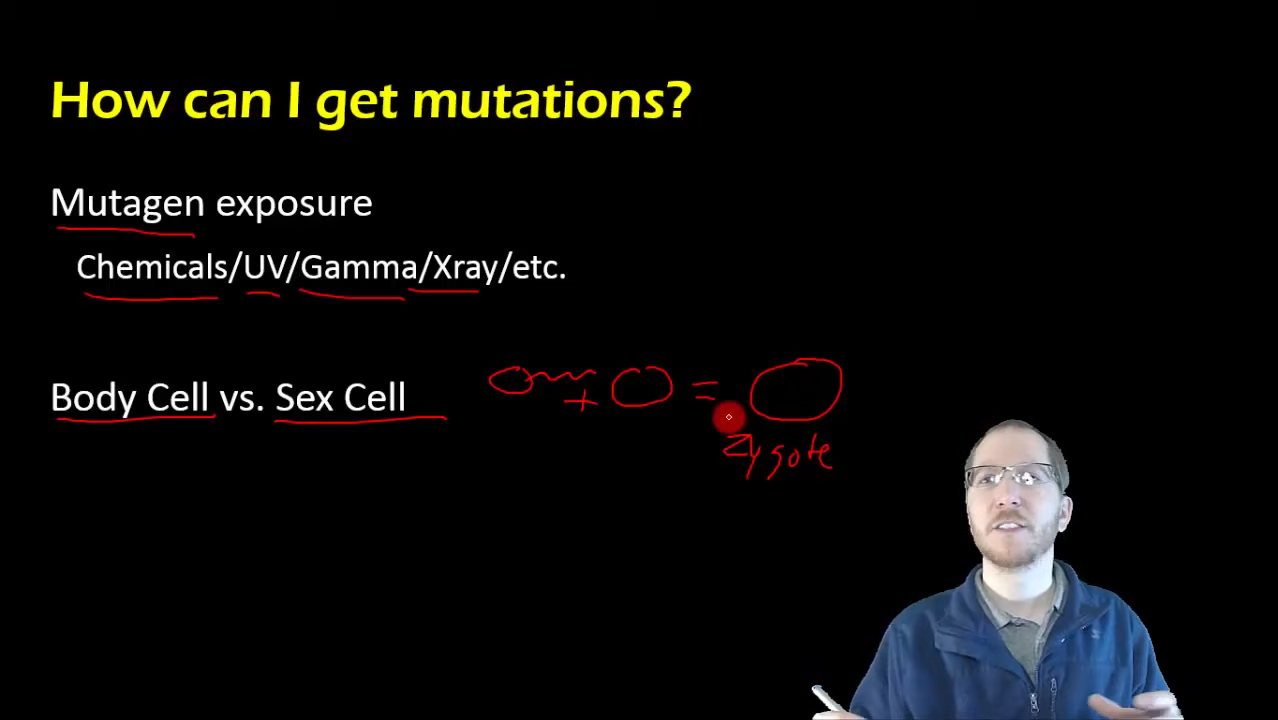 How can I get mutations?
Mutagen exposure
Chemicals/UV/Gamma/Xray/etc.
Body Cell vs. Sex Cell
+ =
Zygote